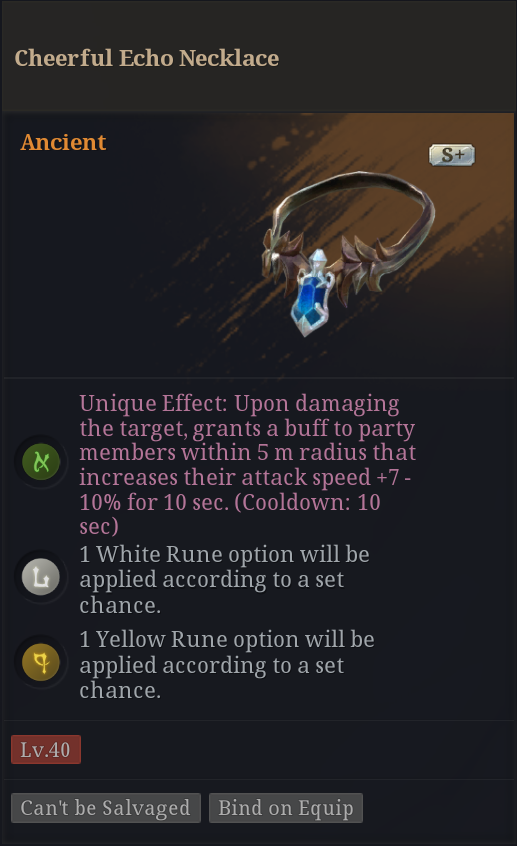 Cheerful Echo Necklace
Ancient
S+
Unique Effect: Upon damaging
the target, grants a buff to party
members within 5 m radius that
increases their attack speed +7 -
10% for 10 sec. (Cooldown: 10
sec)
1 White Rune option will be
applied according to a set
chance.
1 Yellow Rune option will be
applied according to a set
chance.
Lv.40
Can't be Salvaged
Bind on Equip